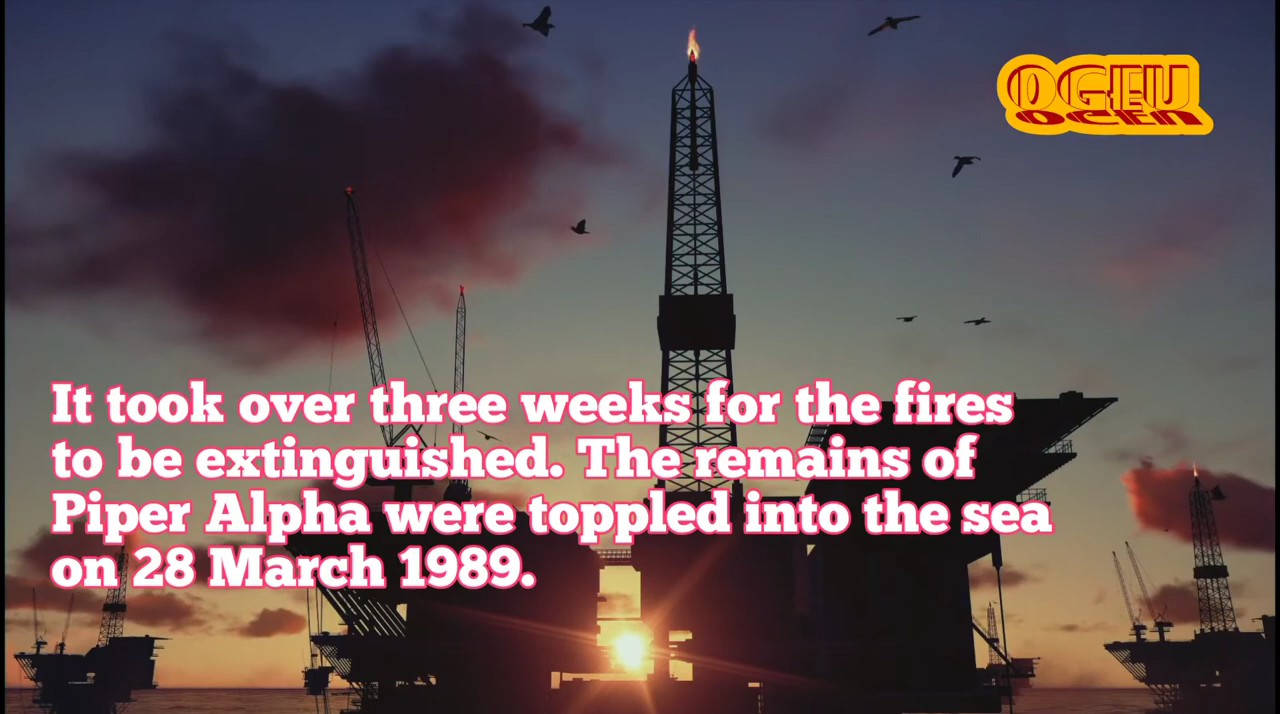 OGEU
It took over three weeks for the fires
to be extinguished. The remains of
Piper Alpha were toppled into the sea
on 28 March 1989.